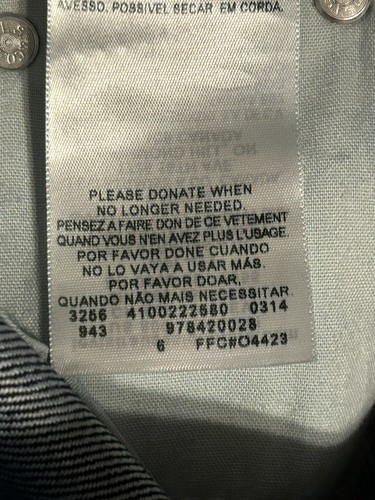 AVESSO. POSSÍVEL SECAR EM CORDA.
PLEASE DONATE WHEN
NO LONGER NEEDED.
PENSEZ A FAIRE DON DE CE VETEMENT
QUAND VOUS N'EN AVEZ PLUS L'USAGE.
POR FAVOR DONE CUANDO
NO LO VAYA A USAR MÁS.
POR FAVOR DOAR,
QUANDO NÃO MAIS NECESSITAR.
3256 4100222580 0314
943 978420028
6 FFC#O4423